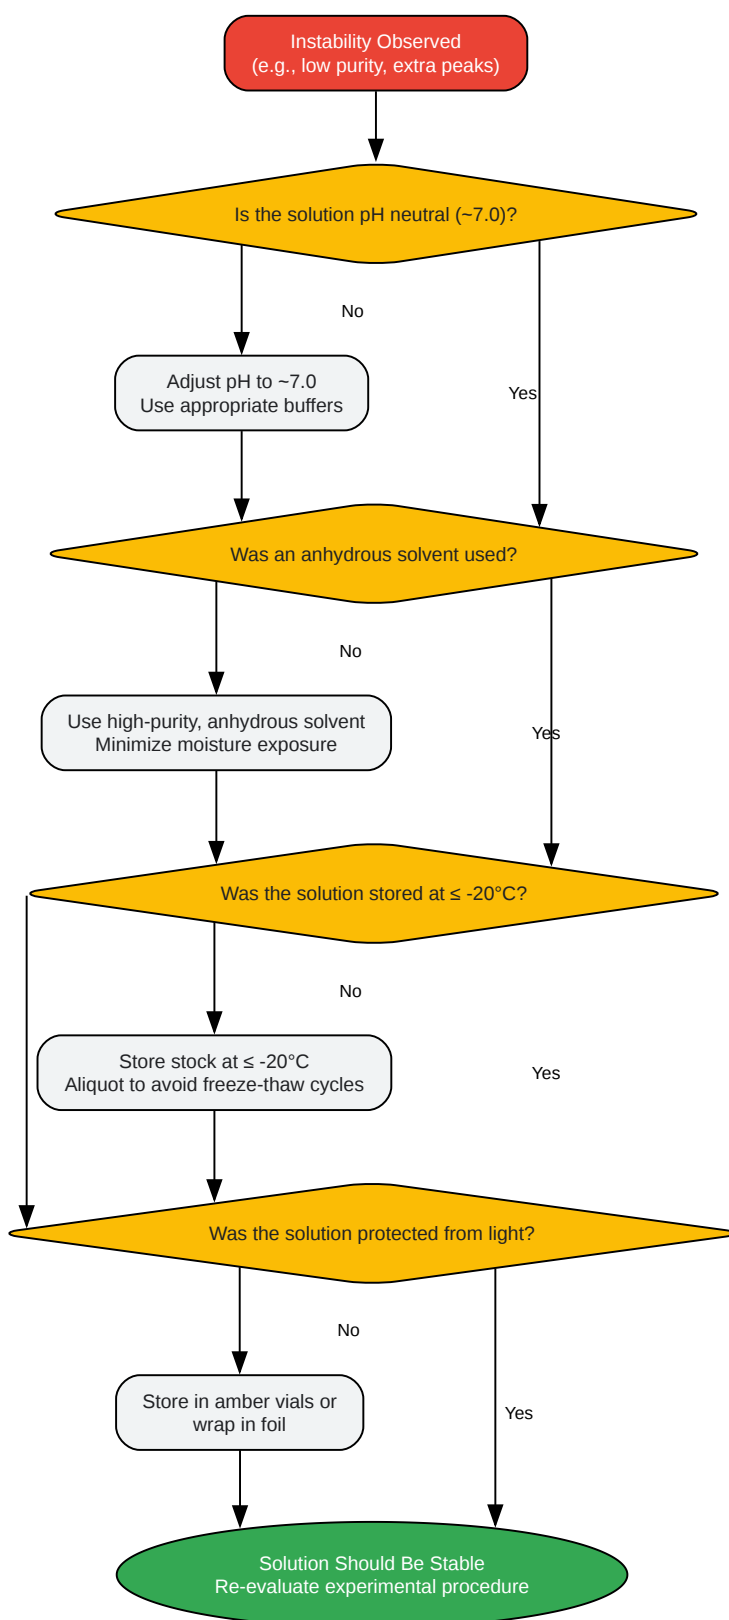 Instability Observed
(e.g., low purity, extra peaks)
Is the solution pH neutral (~7.0)?
No
Adjust pH to ~7.0
Use appropriate buffers
Yes
Was an anhydrous solvent used?
No
Use high-purity, anhydrous solvent
Minimize moisture exposure
Yes
Was the solution stored at ≤ -20°C?
No
Store stock at ≤ -20°C
Aliquot to avoid freeze-thaw cycles
Yes
Was the solution protected from light?
No
Store in amber vials or
wrap in foil
Yes
Solution Should Be Stable
Re-evaluate experimental procedure